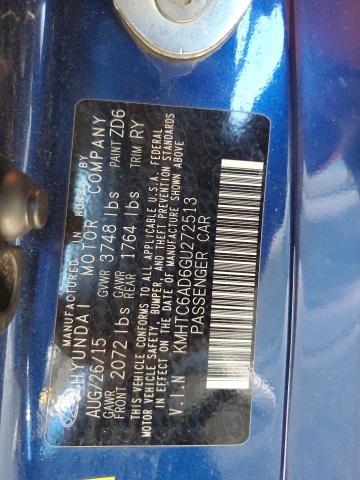 MANUFACTURED IN KOREA BY
HYUNDAI MOTOR COMPANY
AUG/26/15 GVWR 3748 lbs PAINT ZD6
GAWR FRONT 2072 lbs GAWR REAR 1764 lbs TRIM RY
THIS VEHICLE CONFORMS TO ALL APPLICABLE U.S.A. FEDERAL
MOTOR VEHICLE SAFETY, BUMPER, AND THEFT PREVENTION STANDARDS
IN EFFECT ON THE DATE OF MANUFACTURE SHOWN ABOVE
V.I.N KMHTC6AD6GU272513
PASSENGER CAR